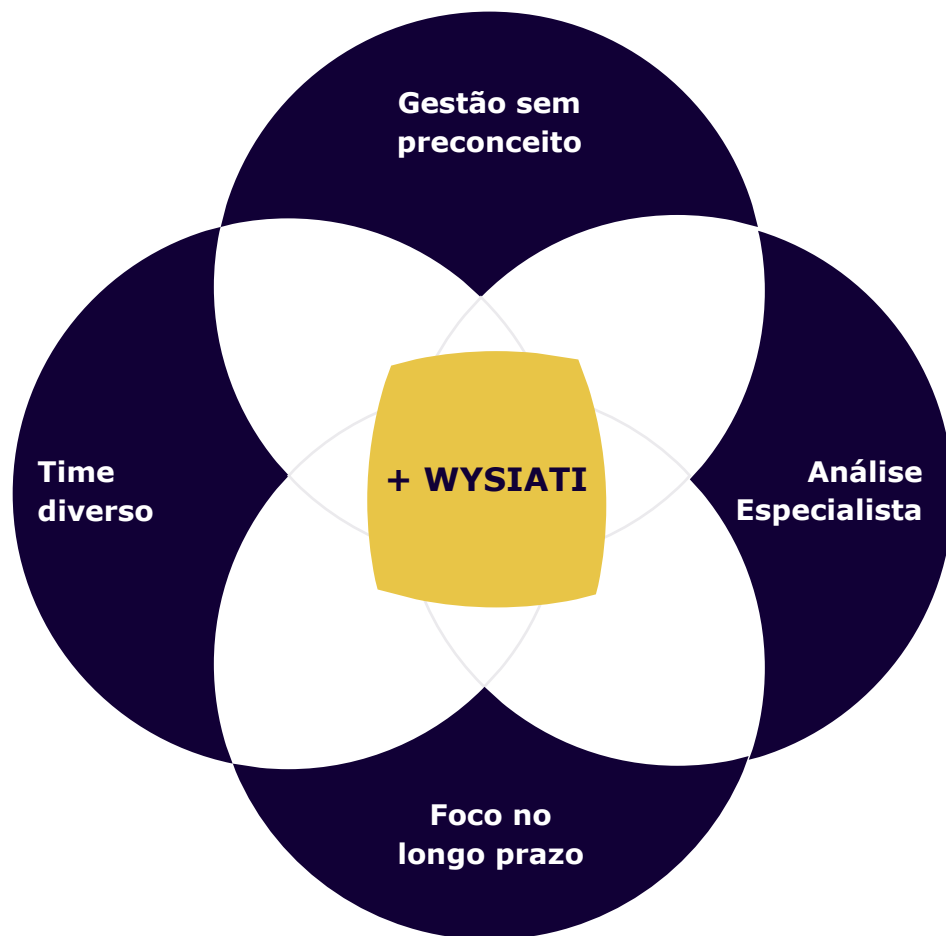 Gestão sem
preconceito
Time
diverso
+ WYSIATI
Análise
Especialista
Foco no
longo prazo